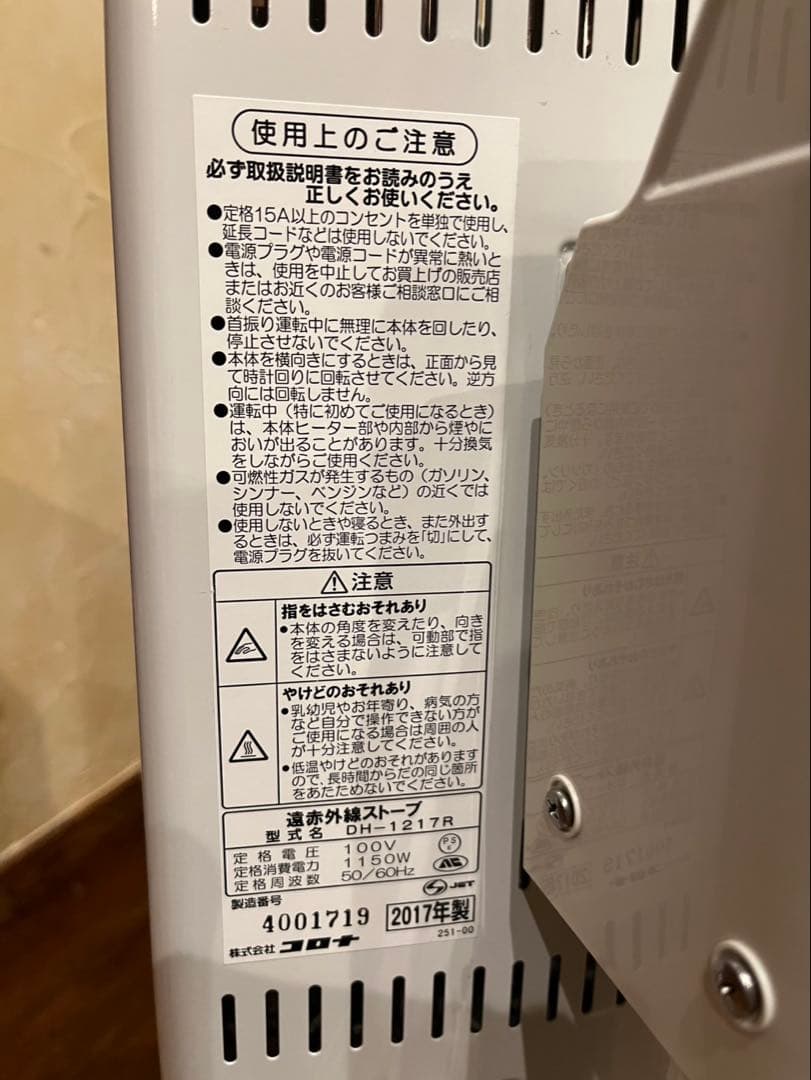 使用上のご注意
必ず取扱説明書をお読みのうえ
正しくお使いください。
●定格15A以上のコンセントを単独で使用し、
延長コードなどは使用しないでください。
●電源プラグや電源コードが異常に熱いと
きは、使用を中止してお買上げの販売店
またはお近くのお客様ご相談窓口にご相
談ください。
●首振り運転中に無理に本体を回したり、
停止させないでください。
●本体を横向きにするときは、正面から見
て時計回りに回転させてください。逆方
向には回転しません。
●運転中（特に初めてご使用になるとき）
は、本体ヒーター部や内部から煙やに
おいが出ることがあります。十分換気
をしながらご使用ください。
●可燃性ガスが発生するもの（ガソリン、
シンナー、ベンジンなど）の近くでは
使用しないでください。
●使用しないときや寝るとき、また外出す
るときは、必ず運転つまみを「切」にして、
電源プラグを抜いてください。
⚠注意
指をはさむおそれあり
●本体の角度を変えたり、向き
を変える場合は、可動部で指
をはさまないように注意して
ください。
やけどのおそれあり
●乳幼児やお年寄り、病気の方
など自分で操作できない方が
ご使用になる場合は周囲の人
が十分注意してください。
●低温やけどのおそれがあります
ので、長時間からだの同じ箇所
をあたためないでください。
遠赤外線ストーブ
型式名 DH-1217R
定格電圧 100V
定格消費電力 1150W
定格周波数 50/60Hz
PS
E
JET
製造番号
4001719 2017年製
株式会社 コロナ 251-00